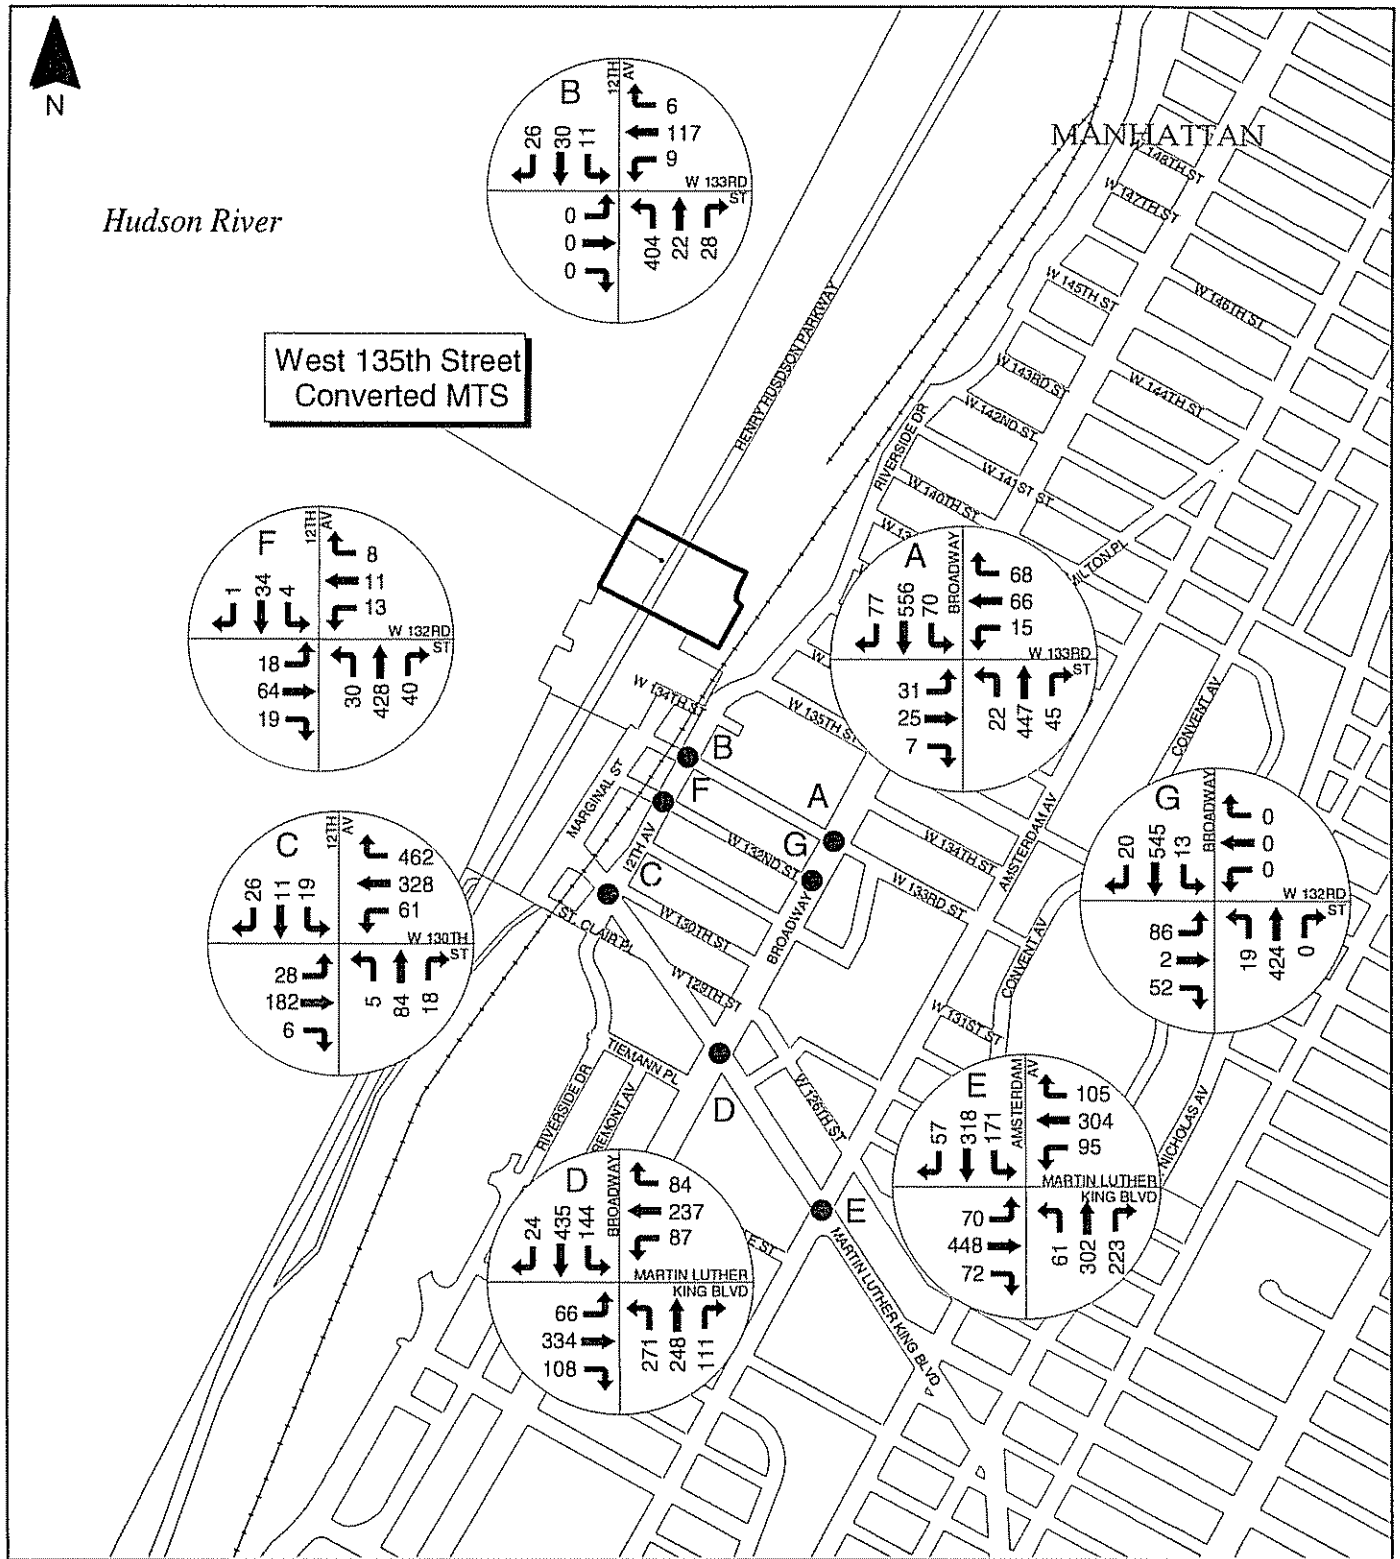 N
Hudson River
MANHATTAN
West 135th Street
Converted MTS
HENRY HUSDSON PARKWAY
B
12TH
AV
26
30
11
6
117
9
W 133RD
ST
0
0
0
404
22
28
F
12TH
AV
1
34
4
8
11
13
W 132RD
ST
18
64
19
30
428
40
A
BROADWAY
77
556
70
68
66
15
W 133RD
ST
31
25
7
22
447
45
C
12TH
AV
26
11
19
462
328
61
W 130TH
ST
28
182
6
5
84
18
G
BROADWAY
20
545
13
0
0
0
W 132RD
ST
86
2
52
19
424
0
D
BROADWAY
24
435
144
84
237
87
MARTIN LUTHER
KING BLVD
66
334
108
271
248
111
E
AMSTERDAM
AV
57
318
171
105
304
95
MARTIN LUTHER
KING BLVD
70
448
72
61
302
223
W 148TH ST
W 147TH ST
W 145TH ST
W 146TH ST
W 143RD ST
W 144TH ST
W 142ND ST
RIVERSIDE DR
W 141ST ST
W 140TH ST
W 13
MILTON PL
W 134TH ST
W 135TH ST
W
CONVENT AV
MARGINAL ST
B
F
A
G
C
D
E
12TH AV
W 132ND ST
W 134TH ST
AMSTERDAM AV
W 133RD ST
ST. CLAIR PL
W 130TH ST
BROADWAY
W 129TH ST
CONVENT AV
W 131ST ST
TIEMANN PL
W 126TH ST
RIVERSIDE DR
REMONT AV
NICHOLAS AV
E ST
MARTIN LUTHER KING BLVD